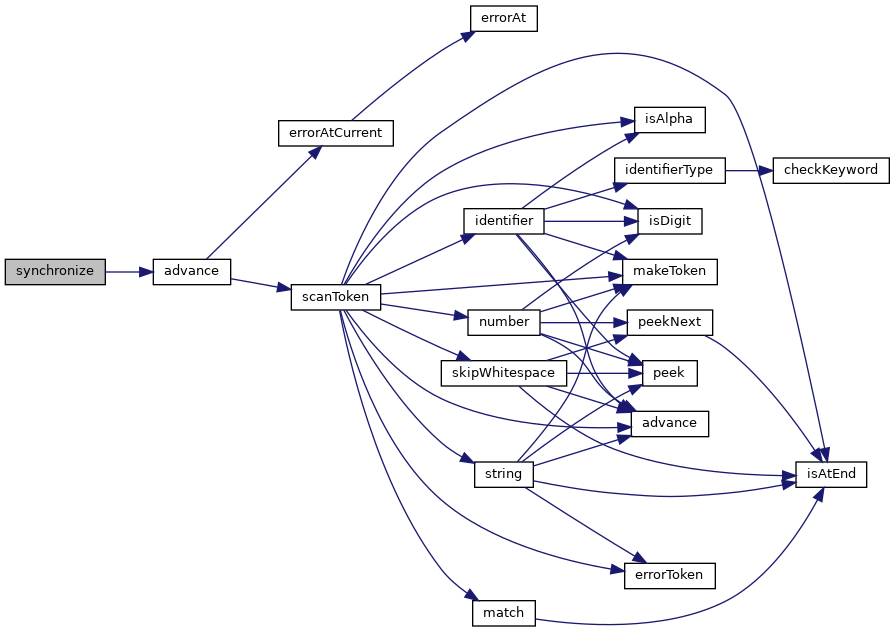 errorAt
isAlpha
errorAtCurrent
identifierType
checkKeyword
identifier
isDigit
synchronize
advance
makeToken
scanToken
number
peekNext
skipWhitespace
peek
advance
string
isAtEnd
errorToken
match